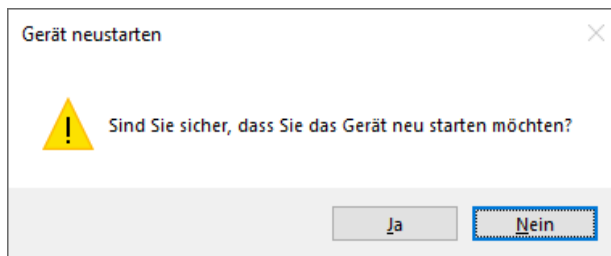 Gerät neustarten
Sind Sie sicher, dass Sie das Gerät neu starten möchten?
Ja
Nein